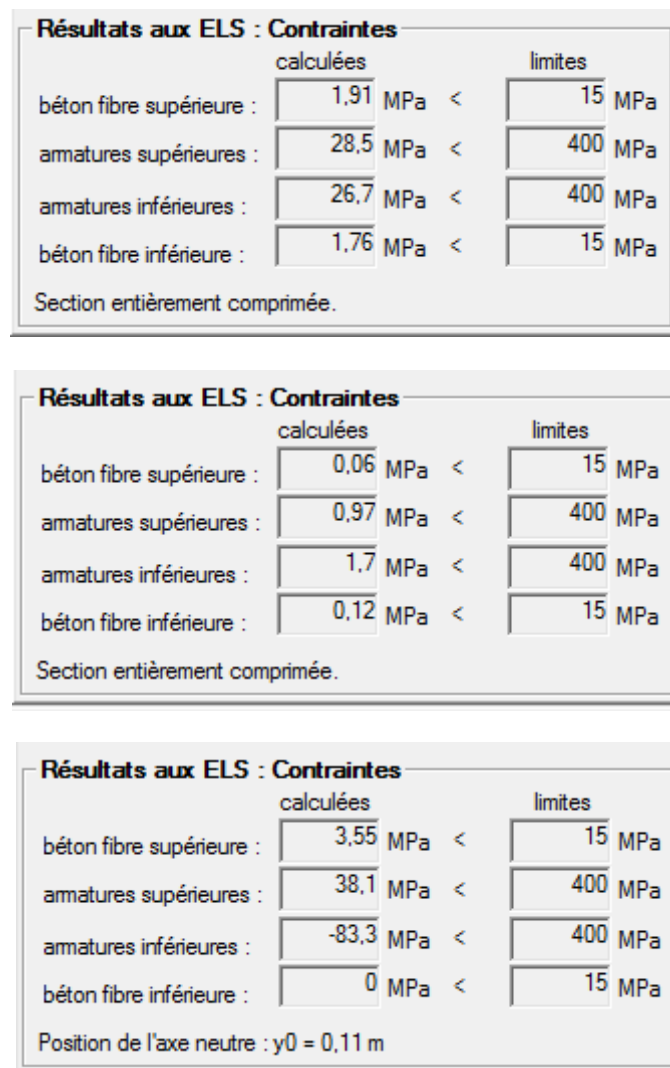 Résultats aux ELS : Contraintes
calculées limites
béton fibre supérieure : 1,91 MPa < 15 MPa
armatures supérieures : 28,5 MPa < 400 MPa
armatures inférieures : 26,7 MPa < 400 MPa
béton fibre inférieure : 1,76 MPa < 15 MPa
Section entièrement comprimée.
Résultats aux ELS : Contraintes
calculées limites
béton fibre supérieure : 0,06 MPa < 15 MPa
armatures supérieures : 0,97 MPa < 400 MPa
armatures inférieures : 1,7 MPa < 400 MPa
béton fibre inférieure : 0,12 MPa < 15 MPa
Section entièrement comprimée.
Résultats aux ELS : Contraintes
calculées limites
béton fibre supérieure : 3,55 MPa < 15 MPa
armatures supérieures : 38,1 MPa < 400 MPa
armatures inférieures : -83,3 MPa < 400 MPa
béton fibre inférieure : 0 MPa < 15 MPa
Position de l'axe neutre : y0 = 0,11 m